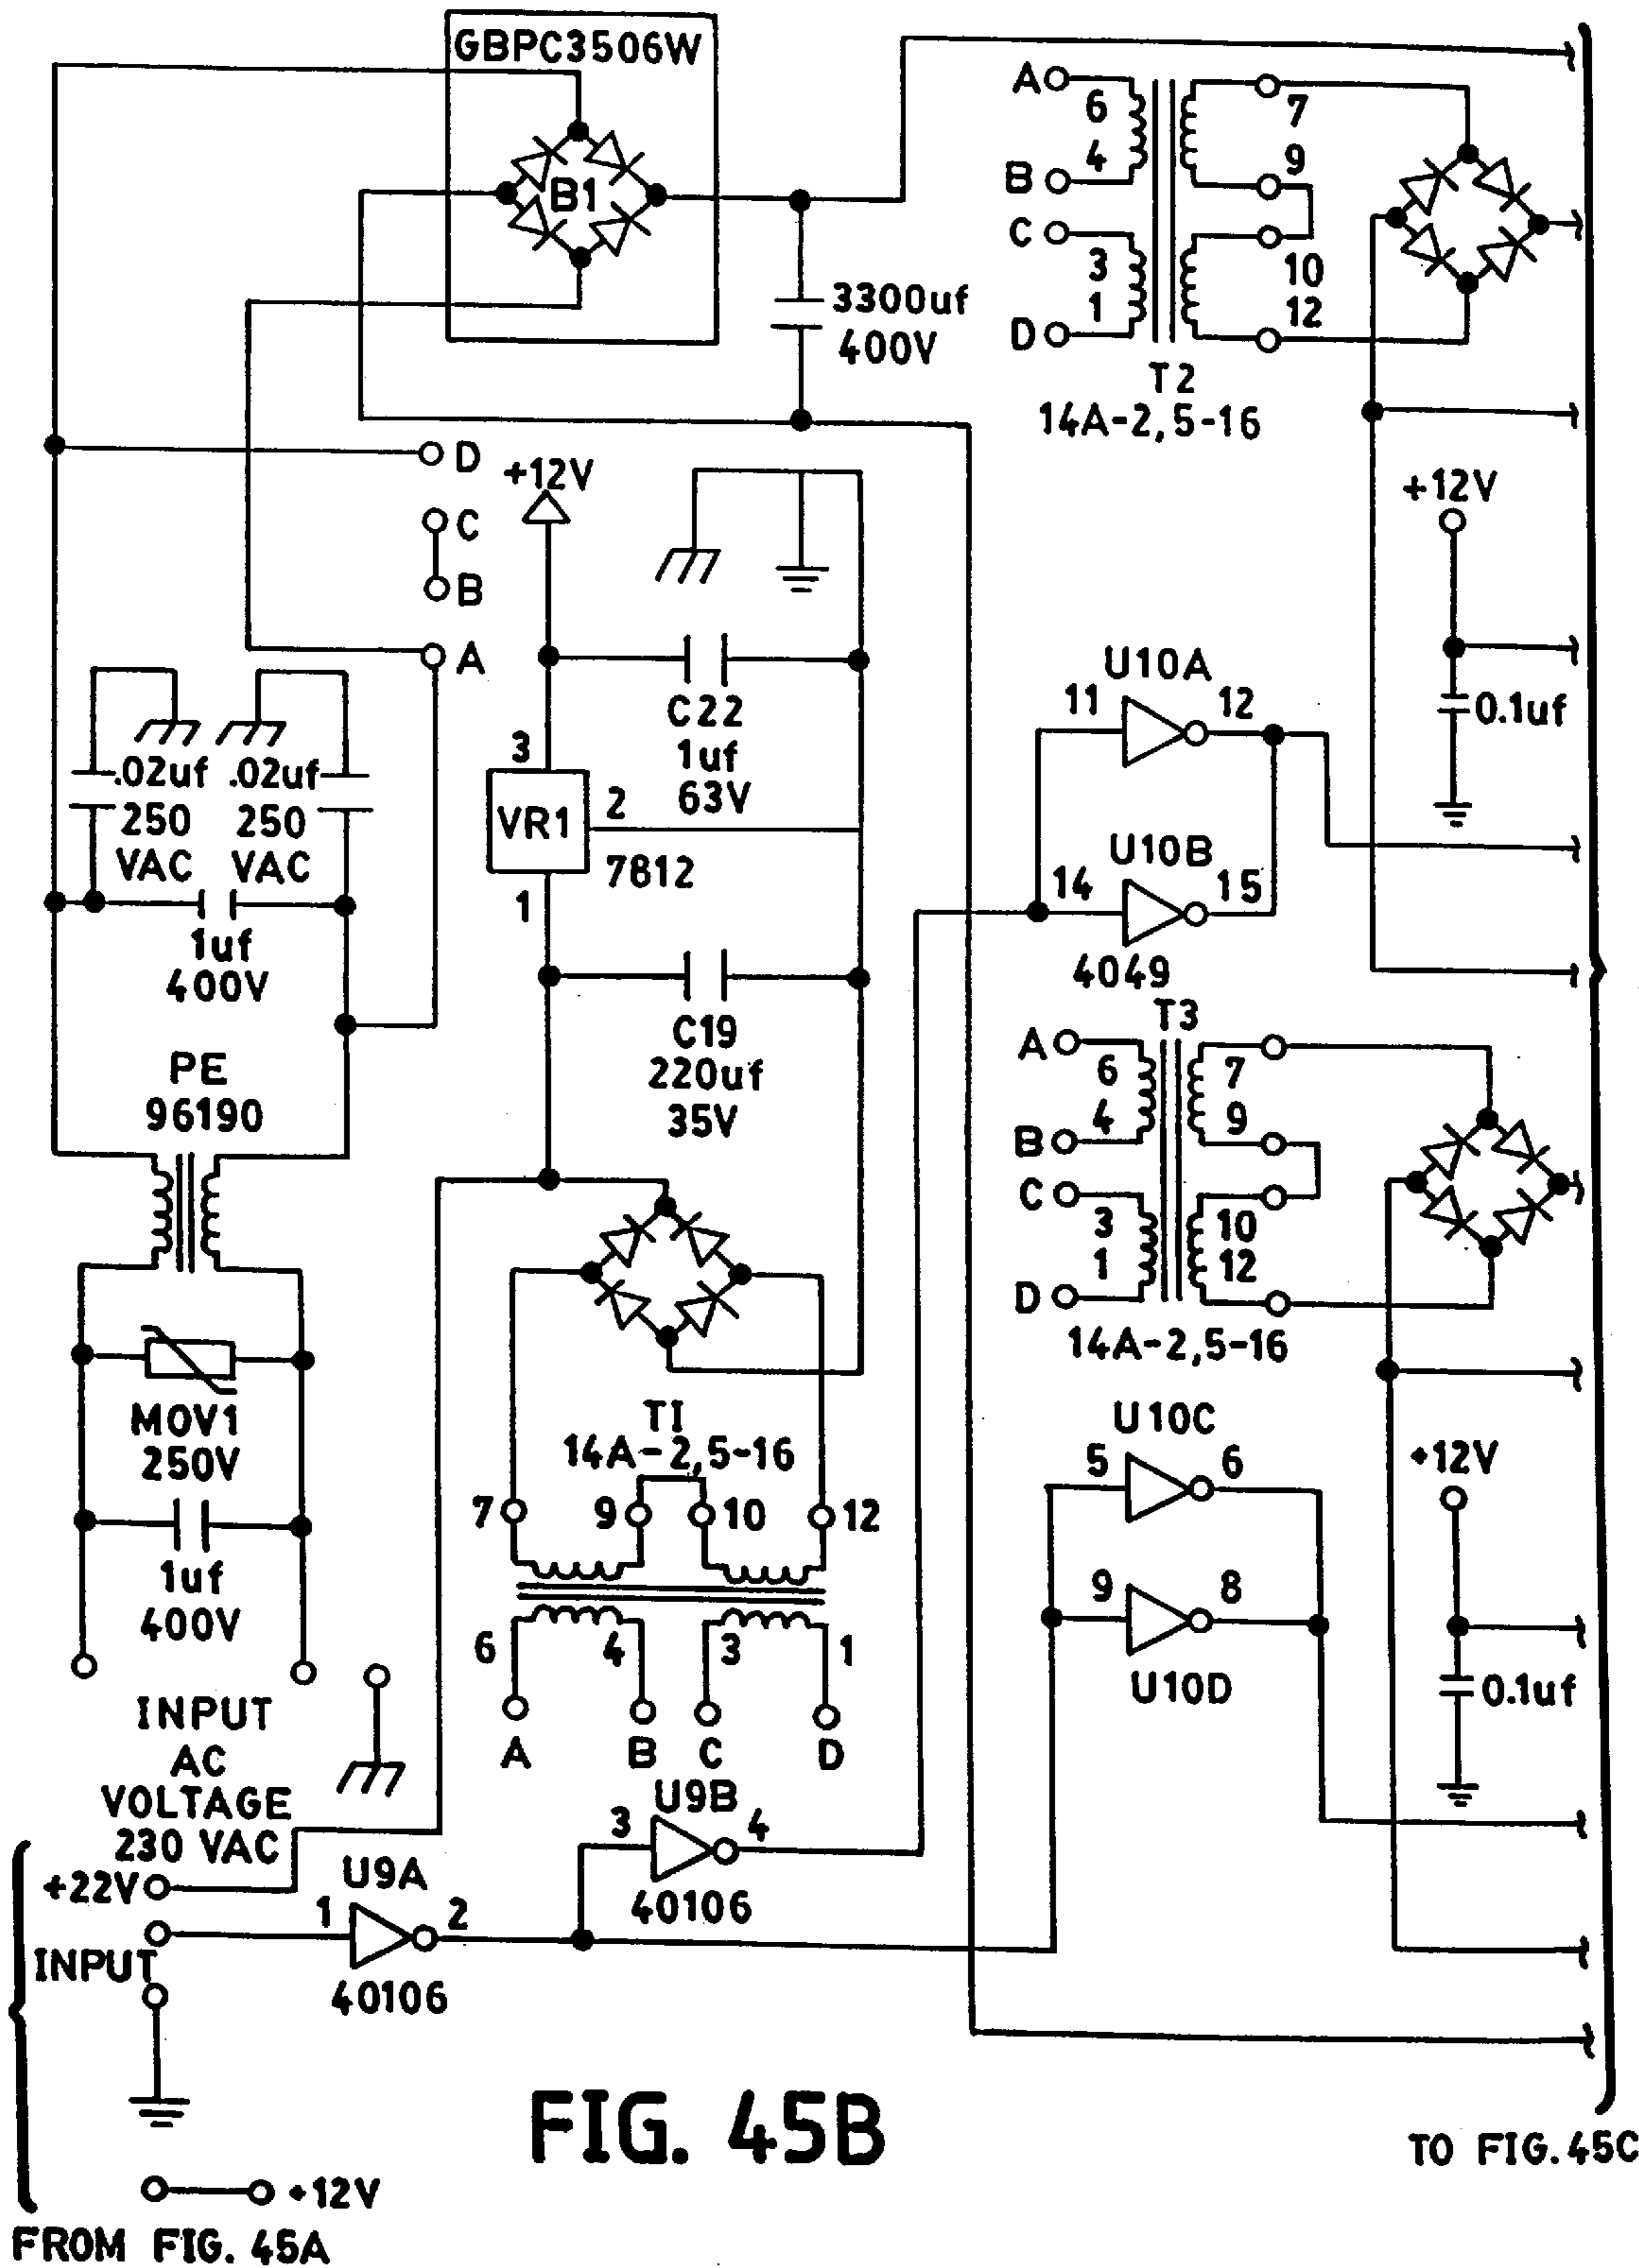 GBPC3506W
B1
3300uf
400V
A
6
4
B
C
3
1
D
7
9
10
12
T2
14A-2,5-16
D
C
B
A
+12V
C22
1uf
63V
3
VR1
2
7812
1
C19
220uf
35V
.02uf
250
VAC
.02uf
250
VAC
1uf
400V
PE
96190
MOV1
250V
1uf
400V
INPUT
AC
VOLTAGE
230 VAC
TI
14A-2,5-16
7
9
10
12
6
4
3
1
A
B
C
D
+12V
0.1uf
U10A
11
12
U10B
14
15
4049
T3
A
6
4
B
C
3
1
D
7
9
10
12
14A-2,5-16
U10C
5
6
9
8
U10D
+12V
0.1uf
U9B
3
4
40106
+22V
U9A
1
2
40106
INPUT
+12V
FROM FIG. 45A
FIG. 45B
TO FIG. 45C